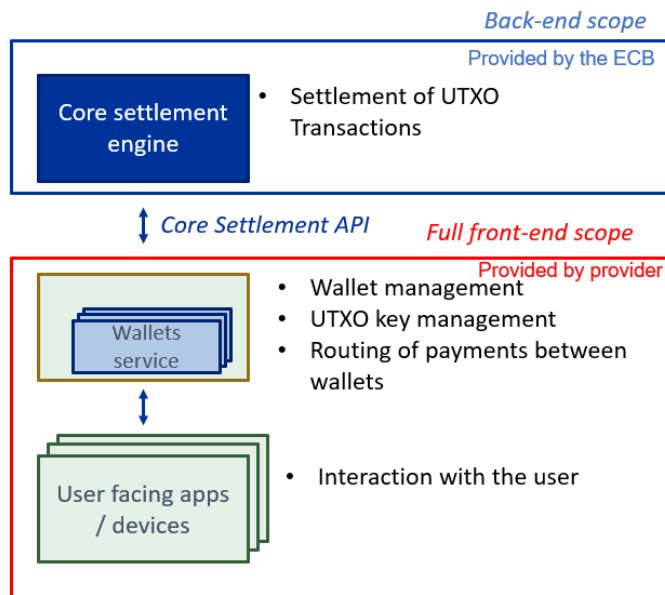 Back-end scope
Provided by the ECB
Core settlement
engine
• Settlement of UTXO
Transactions
Core Settlement API
Full front-end scope
Provided by provider
Wallets
service
• Wallet management
• UTXO key management
• Routing of payments between
wallets
User facing apps
/ devices
• Interaction with the user